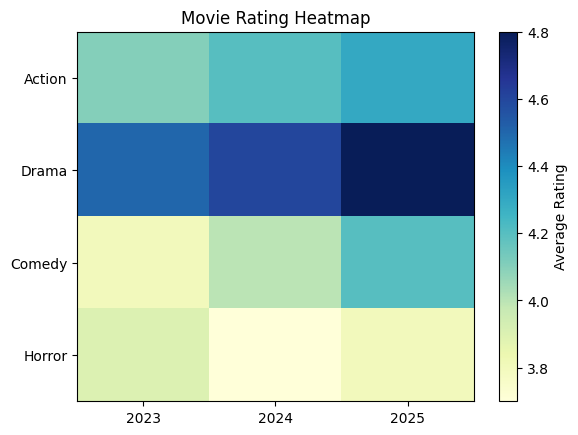 Movie Rating Heatmap
Action
Drama
Comedy
Horror
2023 2024 2025
4.8
4.6
4.4
4.2
4.0
3.8
Average Rating